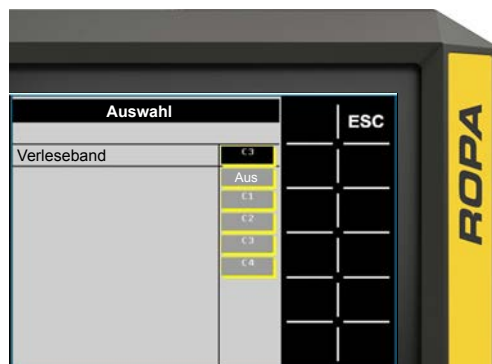 Auswahl
ESC
Verleseband
C3
Aus
C1
C2
C3
C4
ROPA